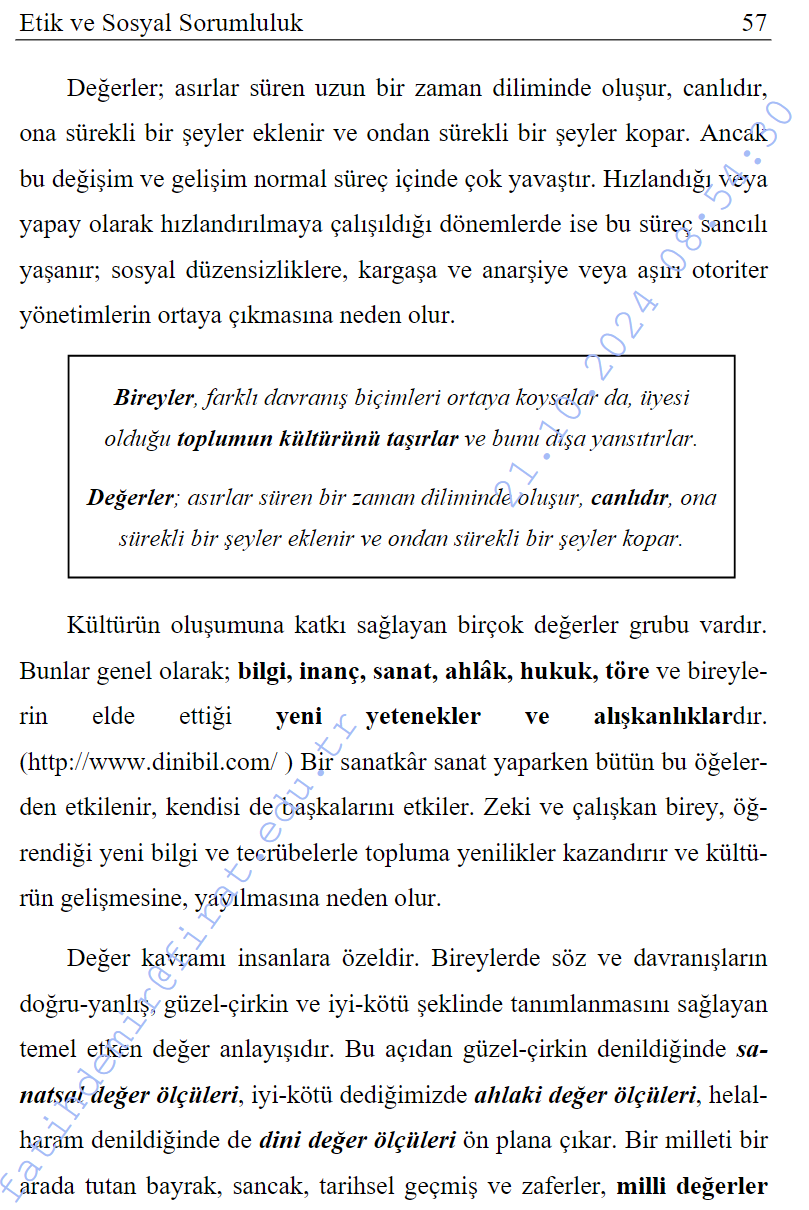 Etik ve Sosyal Sorumluluk 57
Değerler; asırlar süren uzun bir zaman diliminde oluşur, canlıdır,
ona sürekli bir şeyler eklenir ve ondan sürekli bir şeyler kopar. Ancak
bu değişim ve gelişim normal süreç içinde çok yavaştır. Hızlandığı veya
yapay olarak hızlandırılmaya çalışıldığı dönemlerde ise bu süreç sancılı
yaşanır; sosyal düzensizliklere, kargaşa ve anarşiye veya aşırı otoriter
yönetimlerin ortaya çıkmasına neden olur.
Bireyler, farklı davranış biçimleri ortaya koysalar da, üyesi
olduğu toplumun kültürünü taşırlar ve bunu dışa yansıtırlar.
Değerler; asırlar süren bir zaman diliminde oluşur, canlıdır, ona
sürekli bir şeyler eklenir ve ondan sürekli bir şeyler kopar.
Kültürün oluşumuna katkı sağlayan birçok değerler grubu vardır.
Bunlar genel olarak; bilgi, inanç, sanat, ahlâk, hukuk, töre ve bireyle-
rin elde ettiği yeni yetenekler ve alışkanlıklardır.
(http://www.dinibil.com/ ) Bir sanatkâr sanat yaparken bütün bu öğeler-
den etkilenir, kendisi de başkalarını etkiler. Zeki ve çalışkan birey, öğ-
rendiği yeni bilgi ve tecrübelerle topluma yenilikler kazandırır ve kültü-
rün gelişmesine, yayılmasına neden olur.
Değer kavramı insanlara özeldir. Bireylerde söz ve davranışların
doğru-yanlış, güzel-çirkin ve iyi-kötü şeklinde tanımlanmasını sağlayan
temel etken değer anlayışıdır. Bu açıdan güzel-çirkin denildiğinde sa-
natsal değer ölçüleri, iyi-kötü dediğimizde ahlaki değer ölçüleri, helal-
haram denildiğinde de dini değer ölçüleri ön plana çıkar. Bir milleti bir
arada tutan bayrak, sancak, tarihsel geçmiş ve zaferler, milli değerler
fatihdemir@firat.edu.tr 21.10.2024 08:54:30